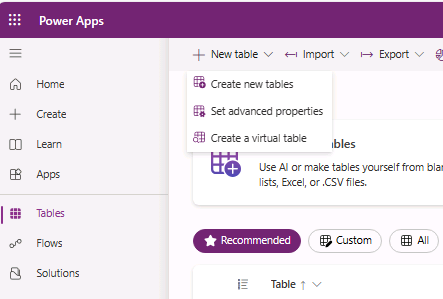 Power Apps
New table Import Export
Home
Create
Learn
Apps
Tables
Flows
Solutions
Create new tables
Set advanced properties
Create a virtual table
bles
Use AI or make tables yourself from blan
lists, Excel, or .CSV files.
Recommended Custom All
Table ↑